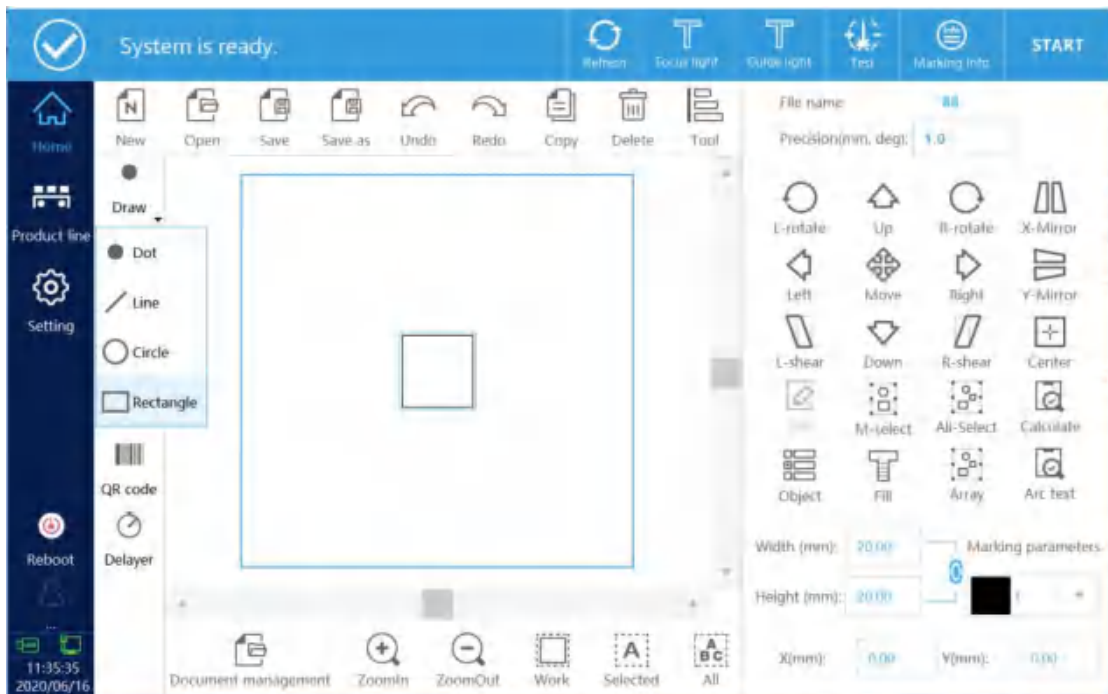 System is ready.
Refresh
Focus light
Guide light
Test
Marking Info
START
Home
Product line
Setting
Reboot
...
11:35:35
2020/06/16
N
New
Open
Save
Save as
Undo
Redo
Copy
Delete
Tool
Draw
Dot
Line
Circle
Rectangle
QR code
Delayer
Document management
ZoomIn
ZoomOut
Work
A
Selected
A
B C
All
File name
88
Precision(mm, deg): 1.0
L-rotate
Up
R-rotate
X-Mirror
Left
Move
Right
Y-Mirror
L-shear
Down
R-shear
Center
M-select
All-Select
Calculate
Object
Fill
Array
Arc text
Width (mm): 20.00
Marking parameters
Height (mm): 20.00
X(mm): 0.00
Y(mm): 0.00